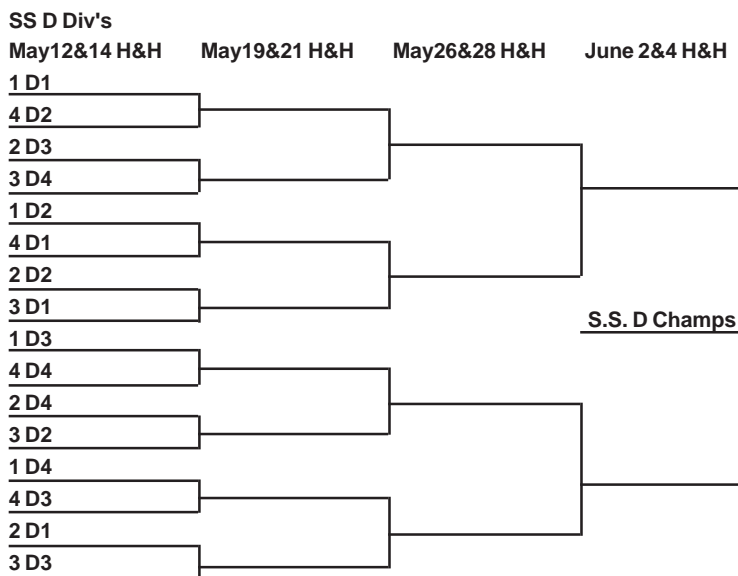 SS D Div's
May12&14 H&H May19&21 H&H May26&28 H&H June 2&4 H&H
1 D1
4 D2
2 D3
3 D4
1 D2
4 D1
2 D2
3 D1
S.S. D Champs
1 D3
4 D4
2 D4
3 D2
1 D4
4 D3
2 D1
3 D3